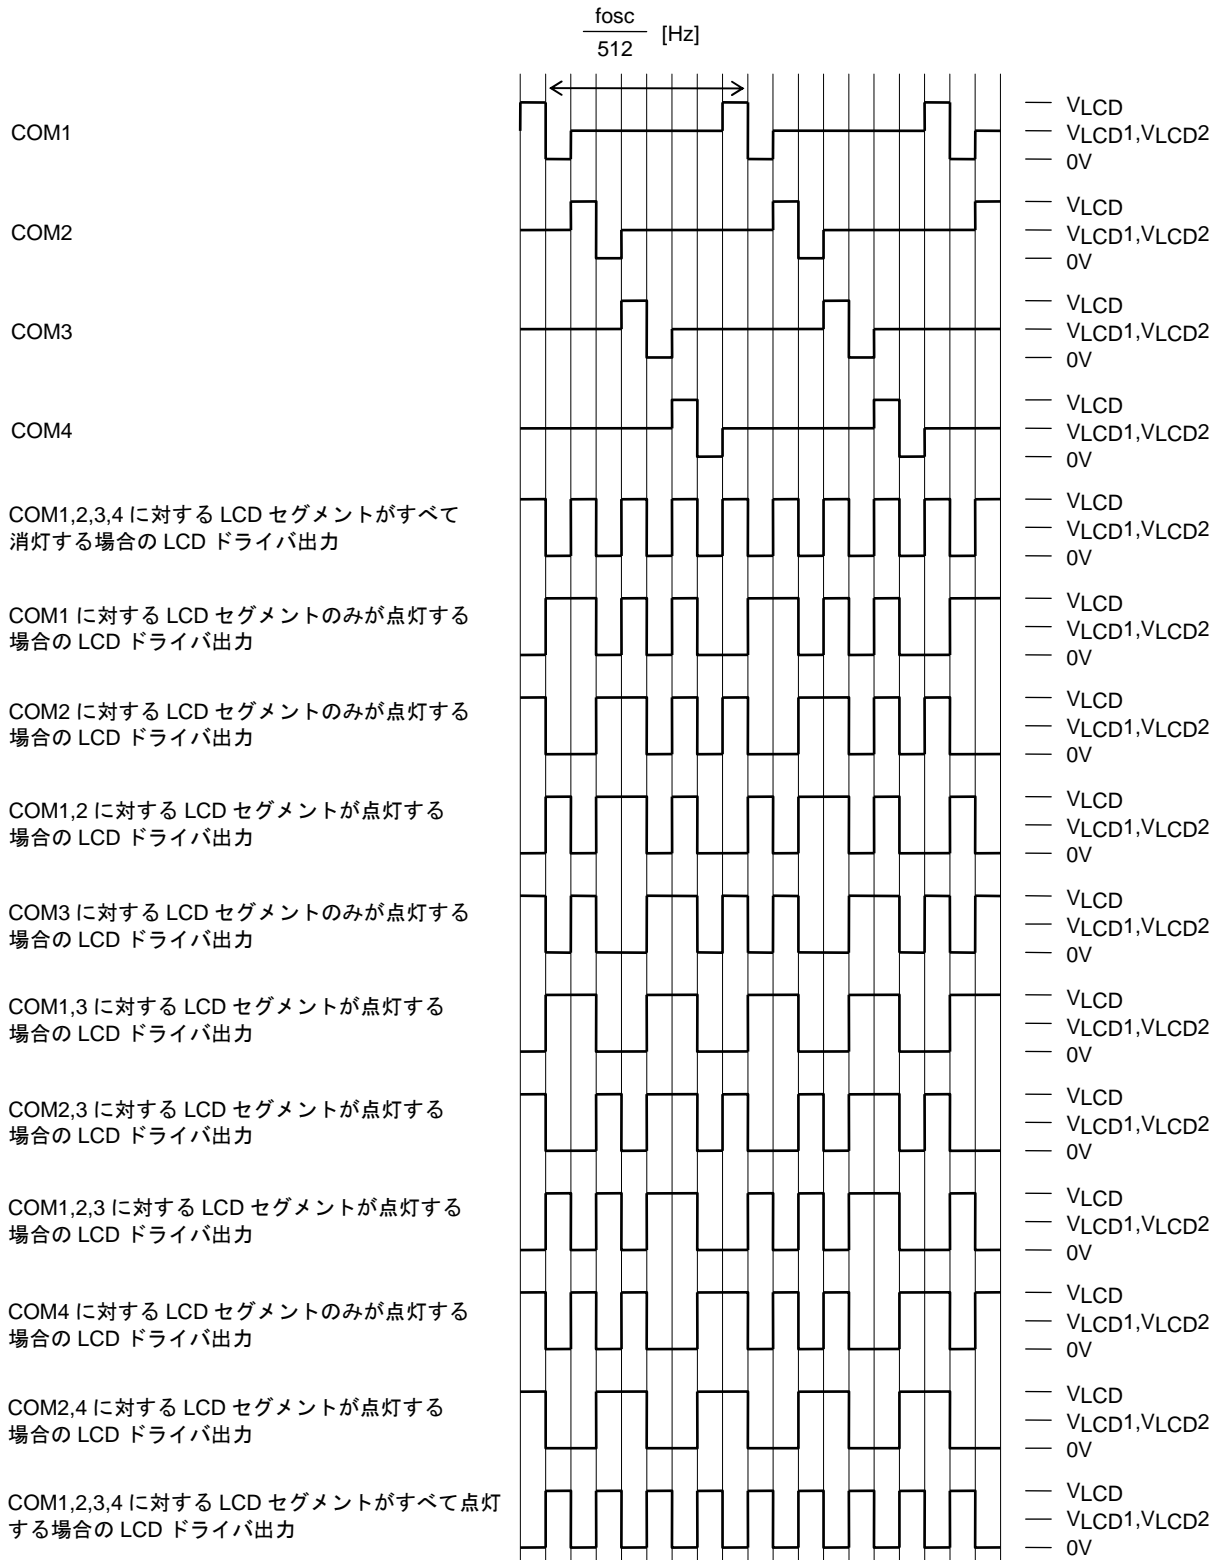 fosc
512
[Hz]
COM1
VLCD
VLCD1,VLCD2
0V
COM2
VLCD
VLCD1,VLCD2
0V
COM3
VLCD
VLCD1,VLCD2
0V
COM4
VLCD
VLCD1,VLCD2
0V
COM1,2,3,4 に対する LCD セグメントがすべて
消灯する場合の LCD ドライバ出力
VLCD
VLCD1,VLCD2
0V
COM1 に対する LCD セグメントのみが点灯する
場合の LCD ドライバ出力
VLCD
VLCD1,VLCD2
0V
COM2 に対する LCD セグメントのみが点灯する
場合の LCD ドライバ出力
VLCD
VLCD1,VLCD2
0V
COM1,2 に対する LCD セグメントが点灯する
場合の LCD ドライバ出力
VLCD
VLCD1,VLCD2
0V
COM3 に対する LCD セグメントのみが点灯する
場合の LCD ドライバ出力
VLCD
VLCD1,VLCD2
0V
COM1,3 に対する LCD セグメントが点灯する
場合の LCD ドライバ出力
VLCD
VLCD1,VLCD2
0V
COM2,3 に対する LCD セグメントが点灯する
場合の LCD ドライバ出力
VLCD
VLCD1,VLCD2
0V
COM1,2,3 に対する LCD セグメントが点灯する
場合の LCD ドライバ出力
VLCD
VLCD1,VLCD2
0V
COM4 に対する LCD セグメントのみが点灯する
場合の LCD ドライバ出力
VLCD
VLCD1,VLCD2
0V
COM2,4 に対する LCD セグメントが点灯する
場合の LCD ドライバ出力
VLCD
VLCD1,VLCD2
0V
COM1,2,3,4 に対する LCD セグメントがすべて点灯
する場合の LCD ドライバ出力
VLCD
VLCD1,VLCD2
0V